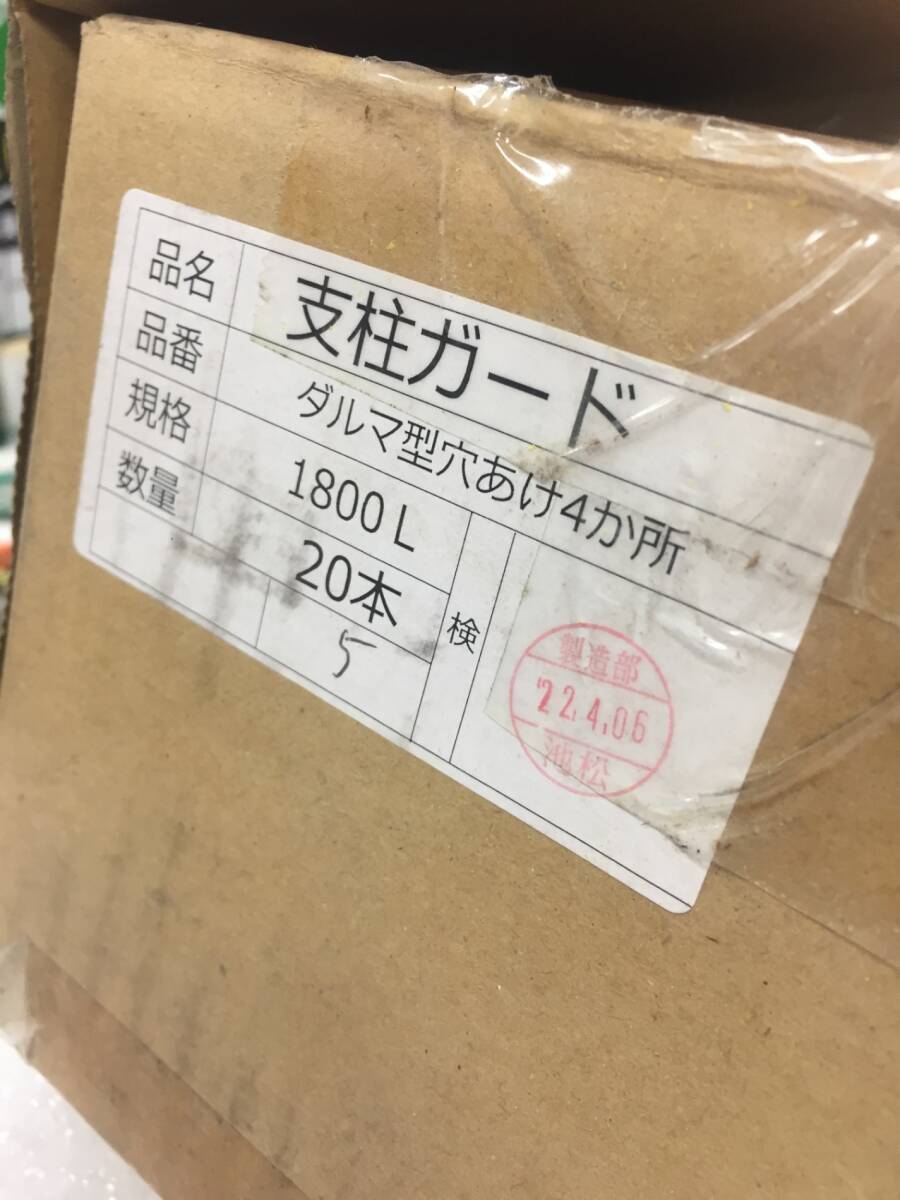 品名 支柱ガード
品番 ダルマ型穴あけ4か所
規格 1800L
数量 20本
5
検
製造部
'22.4.06
池松